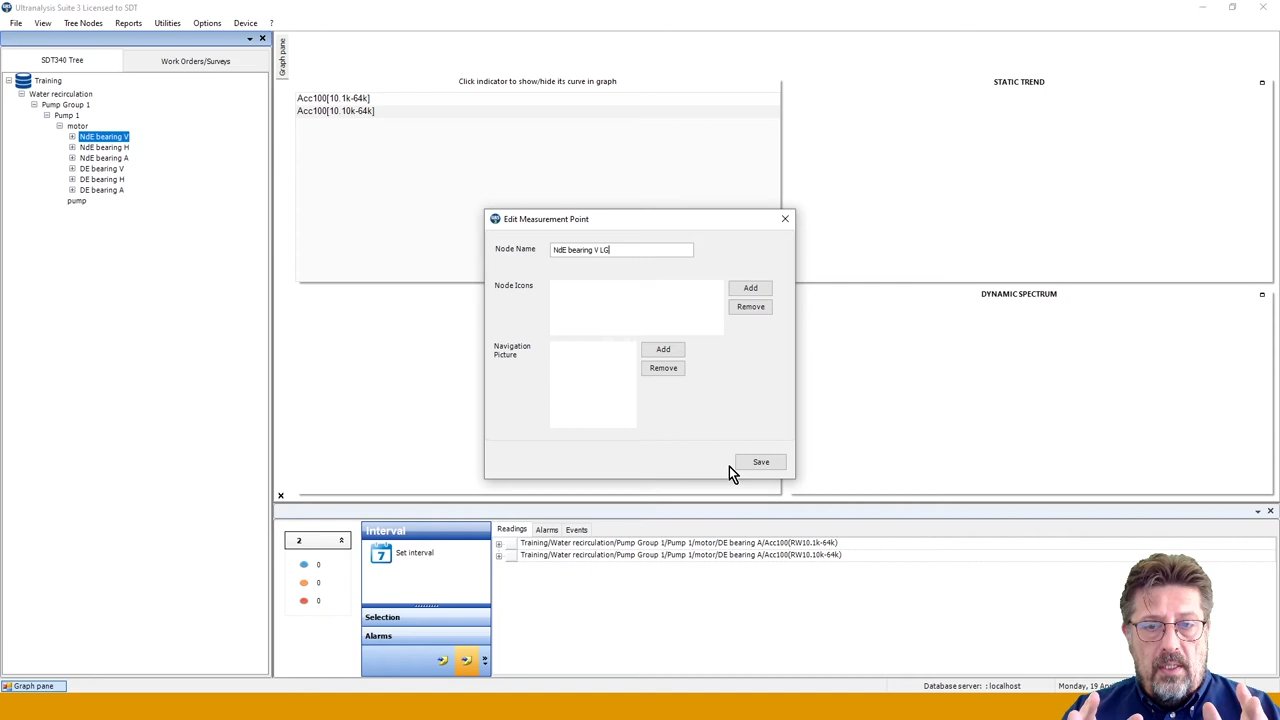 Ultranalysis Suite 3 Licensed to SDT
File View Tree Nodes Reports Utilities Options Device ?
SDT340 Tree Work Orders/Surveys
Training
Water recirculation
Pump Group 1
Pump 1
motor
NdE bearing V
NdE bearing H
NdE bearing A
DE bearing V
DE bearing H
DE bearing A
pump
Graph pane
Click indicator to show/hide its curve in graph
Acc100[10.1k-64k]
Acc100[10.10k-64k]
STATIC TREND
DYNAMIC SPECTRUM
UAS Edit Measurement Point
Node Name NdE bearing V LG
Node Icons
Add
Remove
Navigation
Picture
Add
Remove
Save
2
0
0
0
Interval
7 Set interval
Selection
Alarms
Readings Alarms Events
Training/Water recirculation/Pump Group 1/Pump 1/motor/DE bearing A/Acc100(RW10.1k-64k)
Training/Water recirculation/Pump Group 1/Pump 1/motor/DE bearing A/Acc100(RW10.10k-64k)
Graph pane
Database server: : localhost
Monday, 19 Ap